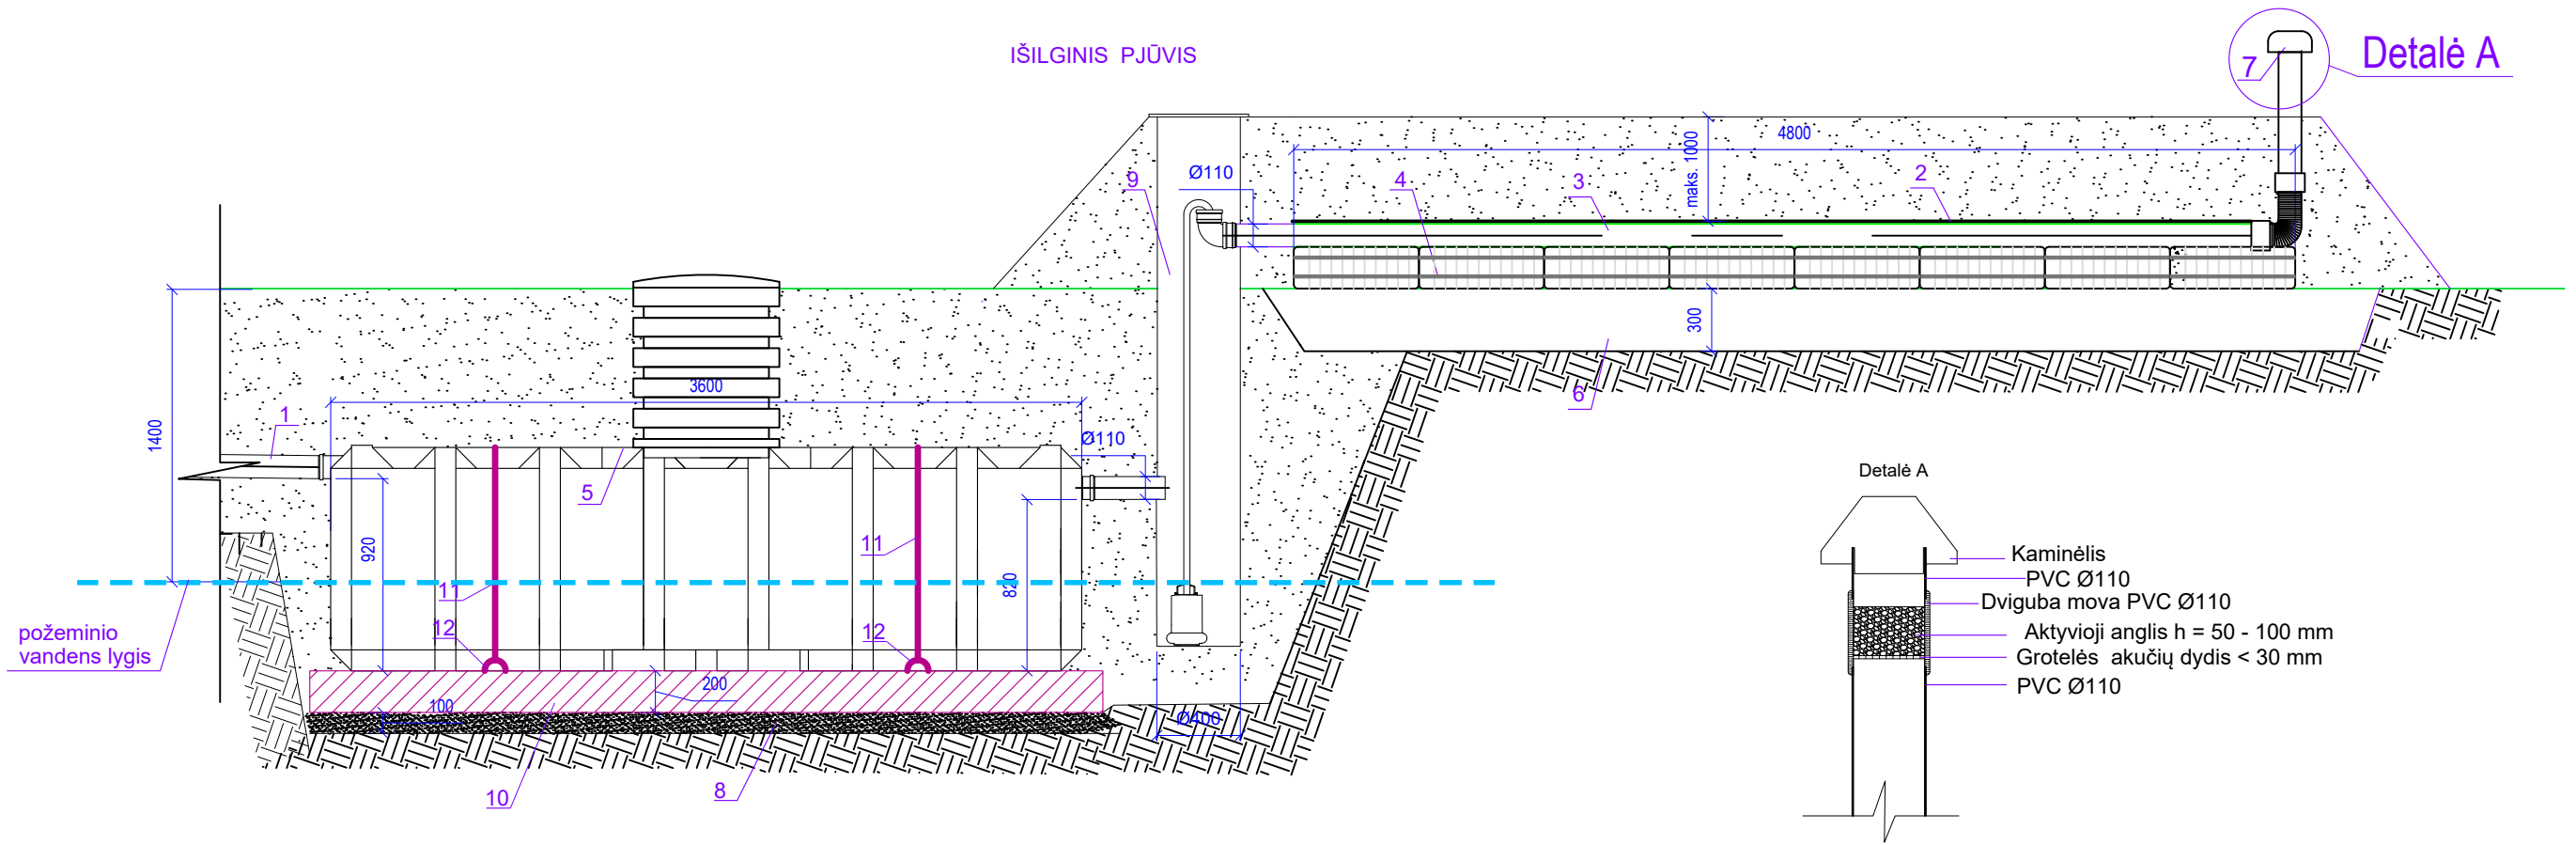 IŠILGINIS PJŪVIS
7
Detalė A
4800
maks. 1000
Ø110
9
4
3
2
300
6
1400
3600
1
Ø110
5
920
11
11
820
12
12
požeminio
vandens lygis
200
100
Ø400
10
8
Detalė A
Kaminėlis
PVC Ø110
Dviguba mova PVC Ø110
Aktyvioji anglis h = 50 - 100 mm
Grotelės akučių dydis < 30 mm
PVC Ø110